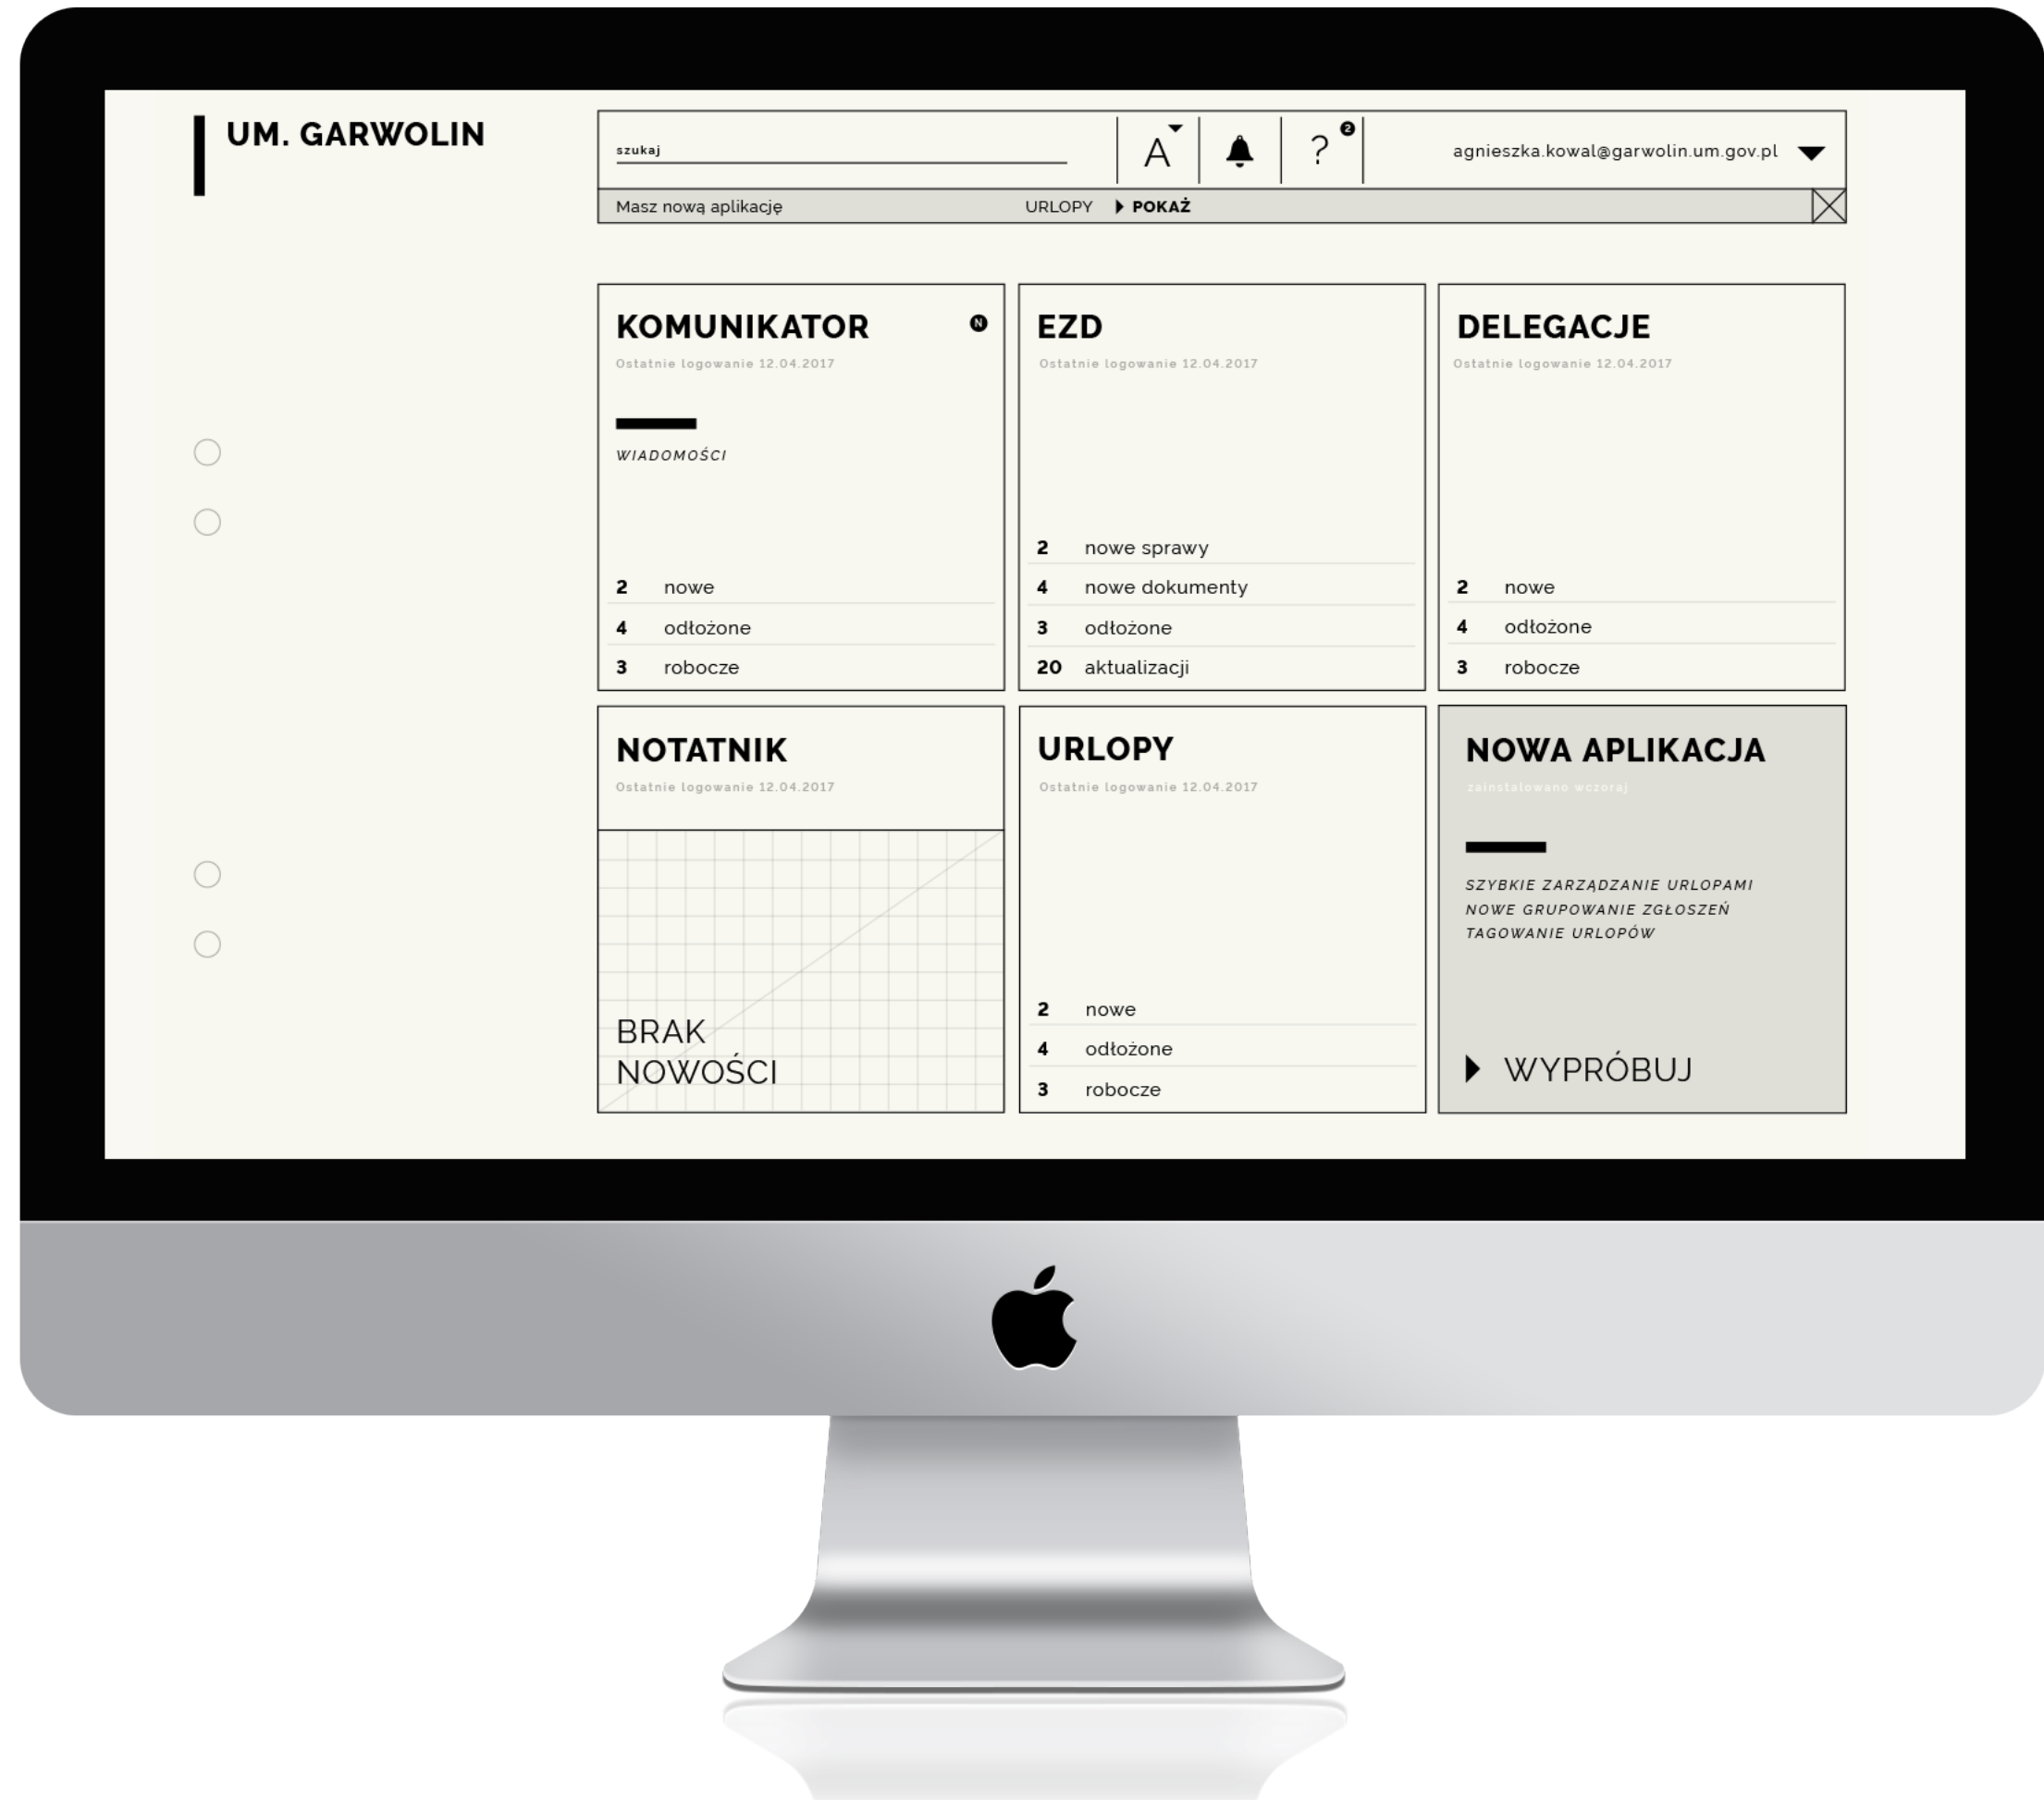 UM. GARWOLIN
szukaj
A
?
2
agnieszka.kowal@garwolin.um.gov.pl
Masz nową aplikację URLOPY POKAŻ
KOMUNIKATOR
N
Ostatnie logowanie 12.04.2017
WIADOMOŚCI
2 nowe
4 odłożone
3 robocze
EZD
Ostatnie logowanie 12.04.2017
2 nowe sprawy
4 nowe dokumenty
3 odłożone
20 aktualizacji
DELEGACJE
Ostatnie logowanie 12.04.2017
2 nowe
4 odłożone
3 robocze
NOTATNIK
Ostatnie logowanie 12.04.2017
BRAK
NOWOŚCI
URLOPY
Ostatnie logowanie 12.04.2017
2 nowe
4 odłożone
3 robocze
NOWA APLIKACJA
zainstalowano wczoraj
SZYBKIE ZARZĄDZANIE URLOPAMI
NOWE GRUPOWANIE ZGŁOSZEŃ
TAGOWANIE URLOPÓW
WYPRÓBUJ